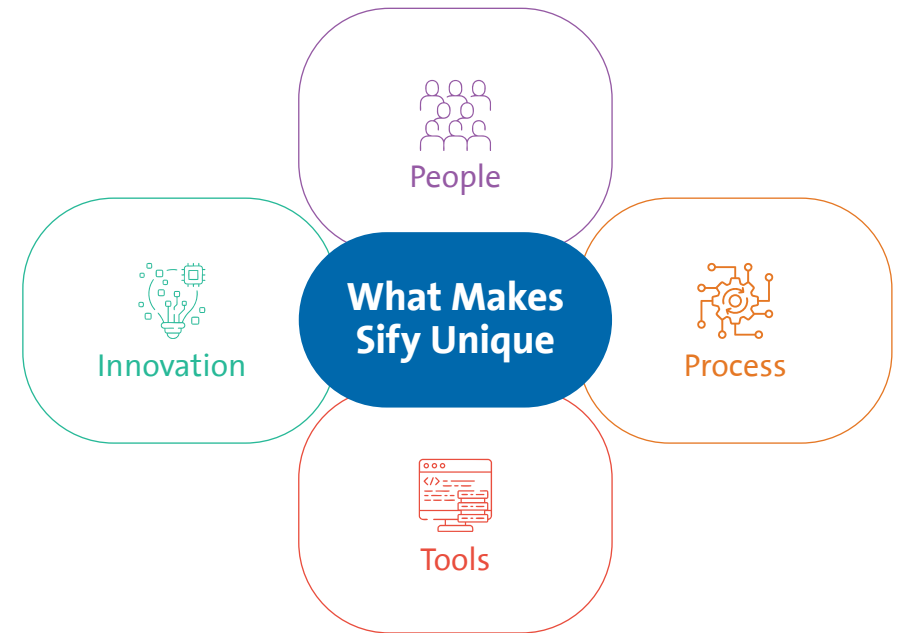 People
What Makes
Sify Unique
Innovation
Process
</>
Tools